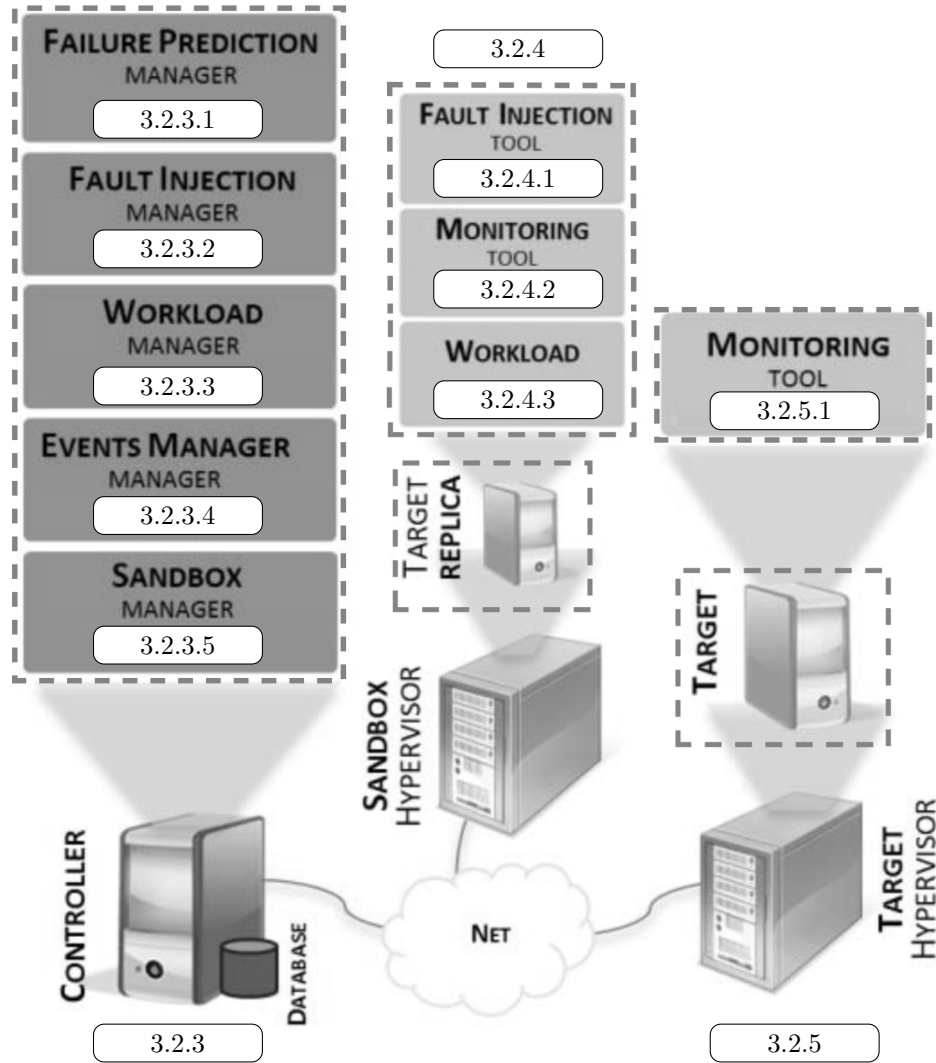 FAILURE PREDICTION
MANAGER
3.2.3.1
FAULT INJECTION
MANAGER
3.2.3.2
WORKLOAD
MANAGER
3.2.3.3
EVENTS MANAGER
MANAGER
3.2.3.4
SANDBOX
MANAGER
3.2.3.5
3.2.4
FAULT INJECTION
TOOL
3.2.4.1
MONITORING
TOOL
3.2.4.2
WORKLOAD
3.2.4.3
MONITORING
TOOL
3.2.5.1
TARGET
REPLICA
TARGET
SANDBOX
HYPERVISOR
CONTROLLER
DATABASE
NET
TARGET
HYPERVISOR
3.2.3
3.2.5